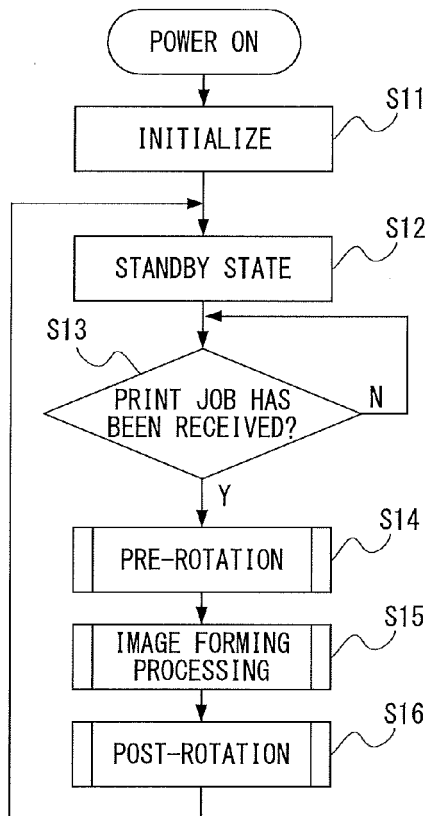 POWER ON
S11
INITIALIZE
S12
STANDBY STATE
S13
PRINT JOB HAS
BEEN RECEIVED?
N
Y
S14
PRE-ROTATION
S15
IMAGE FORMING
PROCESSING
S16
POST-ROTATION